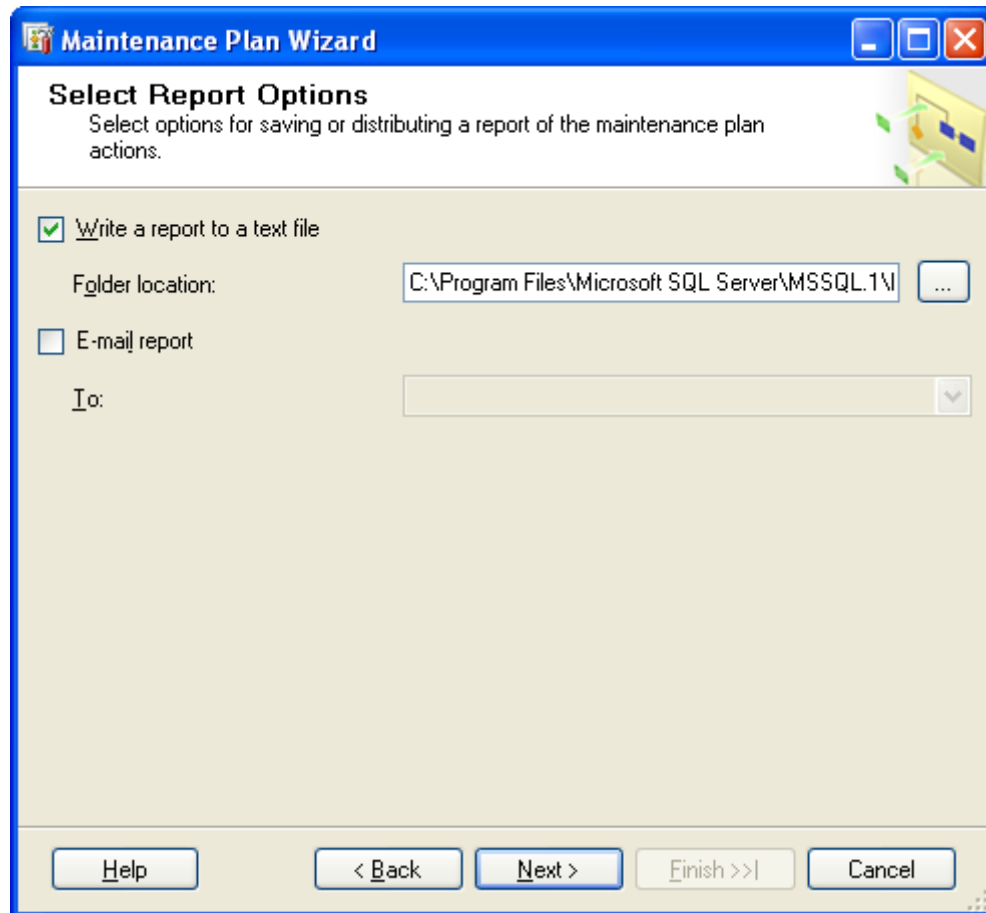 Maintenance Plan Wizard
Select Report Options
Select options for saving or distributing a report of the maintenance plan
actions.
Write a report to a text file
Folder location:
C:\Program Files\Microsoft SQL Server\MSSQL.1\
...
E-mail report
To:
Help
< Back
Next >
Finish >>|
Cancel